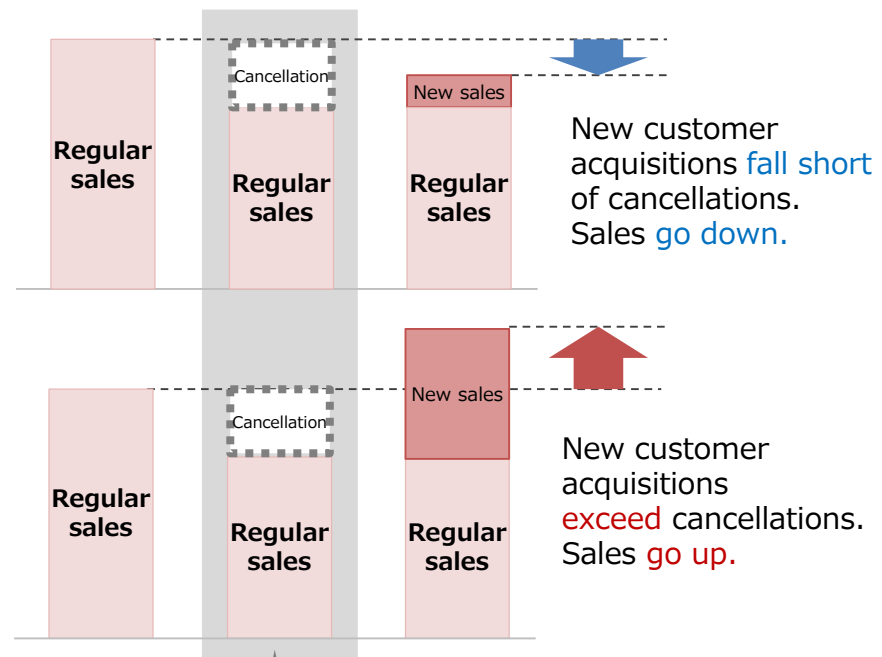 Cancellation
New sales
Regular
sales
Regular
sales
Regular
sales
New customer
acquisitions fall short
of cancellations.
Sales go down.
New sales
Cancellation
Regular
sales
Regular
sales
Regular
sales
New customer
acquisitions
exceed cancellations.
Sales go up.